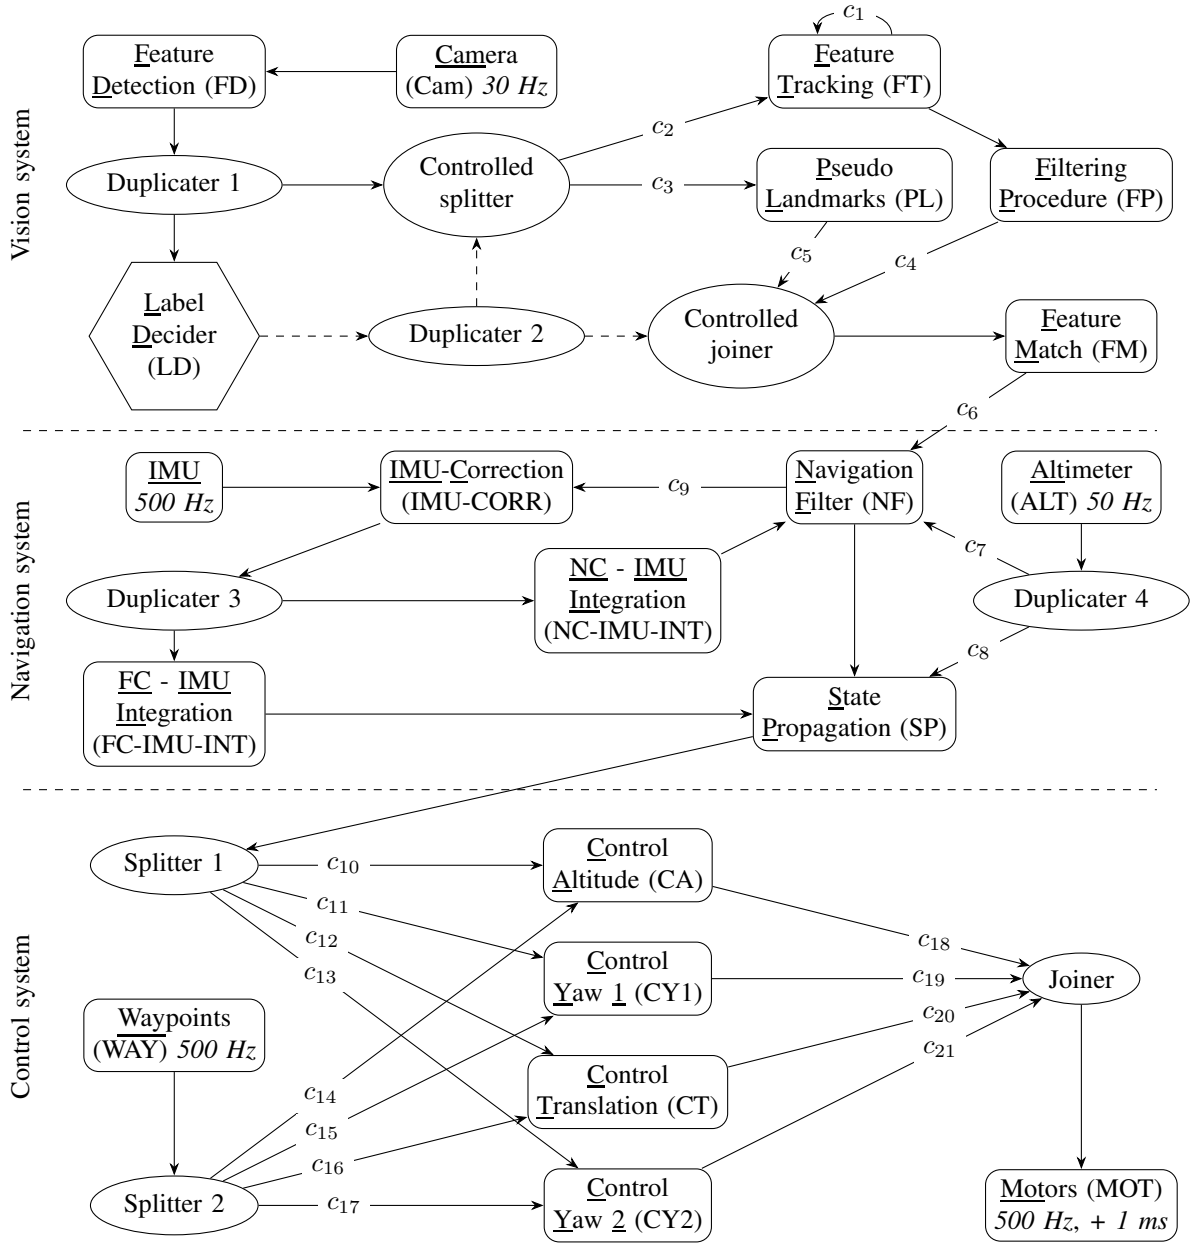 Vision system
Feature
Detection (FD)
Camera
(Cam) 30 Hz
c1
Feature
Tracking (FT)
c2
Duplicater 1
Controlled
splitter
c3
Pseudo
Landmarks (PL)
Filtering
Procedure (FP)
c5
c4
Label
Decider
(LD)
Duplicater 2
Controlled
joiner
Feature
Match (FM)
c6
Navigation system
IMU
500 Hz
IMU-Correction
(IMU-CORR)
c9
Navigation
Filter (NF)
Altimeter
(ALT) 50 Hz
c7
Duplicater 3
NC - IMU
Integration
(NC-IMU-INT)
Duplicater 4
c8
FC - IMU
Integration
(FC-IMU-INT)
State
Propagation (SP)
Control system
Splitter 1
c10
c11
c12
c13
Control
Altitude (CA)
c18
Control
Yaw 1 (CY1)
c19
Joiner
Waypoints
(WAY) 500 Hz
c20
c21
c14
c15
c16
Control
Translation (CT)
Splitter 2
c17
Control
Yaw 2 (CY2)
Motors (MOT)
500 Hz, + 1 ms